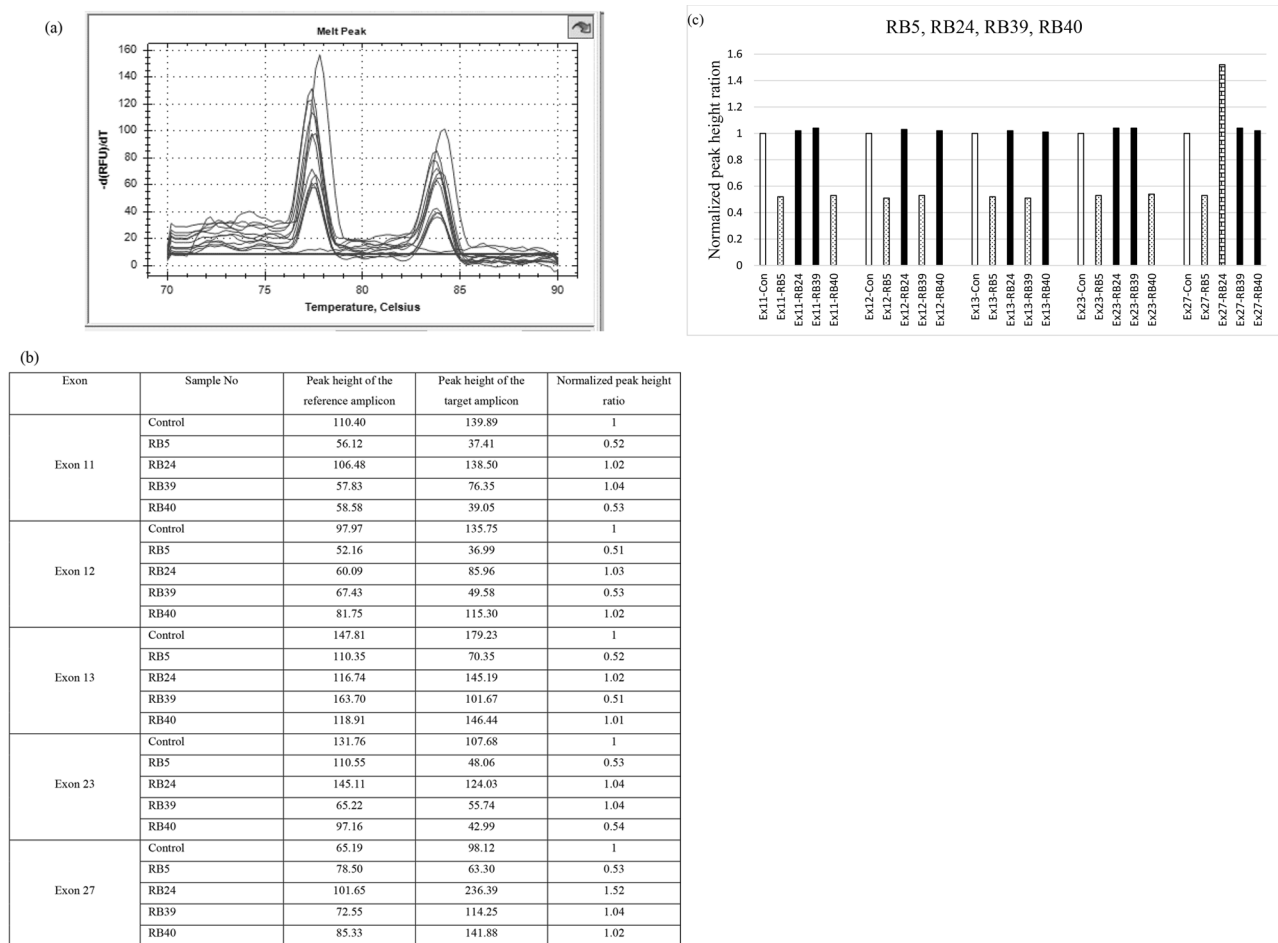 (a)
Melt Peak
160
140
120
100
80
60
40
20
0
-d(RFU)/dT
70
75
80
85
90
Temperature, Celsius
(c)
RB5, RB24, RB39, RB40
Normalized peak height ration
1.6
1.4
1.2
1
0.8
0.6
0.4
0.2
0
Ex11-Con
Ex11-RB5
Ex11-RB24
Ex11-RB39
Ex11-RB40
Ex12-Con
Ex12-RB5
Ex12-RB24
Ex12-RB39
Ex12-RB40
Ex13-Con
Ex13-RB5
Ex13-RB24
Ex13-RB39
Ex13-RB40
Ex23-Con
Ex23-RB5
Ex23-RB24
Ex23-RB39
Ex23-RB40
Ex27-Con
Ex27-RB5
Ex27-RB24
Ex27-RB39
Ex27-RB40
(b)
Exon Sample No Peak height of the reference amplicon Peak height of the target amplicon Normalized peak height ratio
Exon 11
Control 110.40 139.89 1
RB5 56.12 37.41 0.52
RB24 106.48 138.50 1.02
RB39 57.83 76.35 1.04
RB40 58.58 39.05 0.53
Exon 12
Control 97.97 135.75 1
RB5 52.16 36.99 0.51
RB24 60.09 85.96 1.03
RB39 67.43 49.58 0.53
RB40 81.75 115.30 1.02
Exon 13
Control 147.81 179.23 1
RB5 110.35 70.35 0.52
RB24 116.74 145.19 1.02
RB39 163.70 101.67 0.51
RB40 118.91 146.44 1.01
Exon 23
Control 131.76 107.68 1
RB5 110.55 48.06 0.53
RB24 145.11 124.03 1.04
RB39 65.22 55.74 1.04
RB40 97.16 42.99 0.54
Exon 27
Control 65.19 98.12 1
RB5 78.50 63.30 0.53
RB24 101.65 236.39 1.52
RB39 72.55 114.25 1.04
RB40 85.33 141.88 1.02